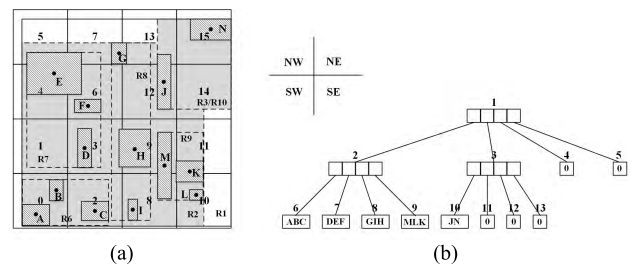 5 7 13 15 N
G
E R8 J
4 6 12 14
F R3/R10
R9
1 3 9 11
D H M
R7 K
B L
0 2 8 10
A R6 C I R2 R1
(a)
NW NE
SW SE
1
2 3 4 5
0 0
6 7 8 9 10 11 12 13
ABC DEF GIH MLK JN 0 0 0
(b)